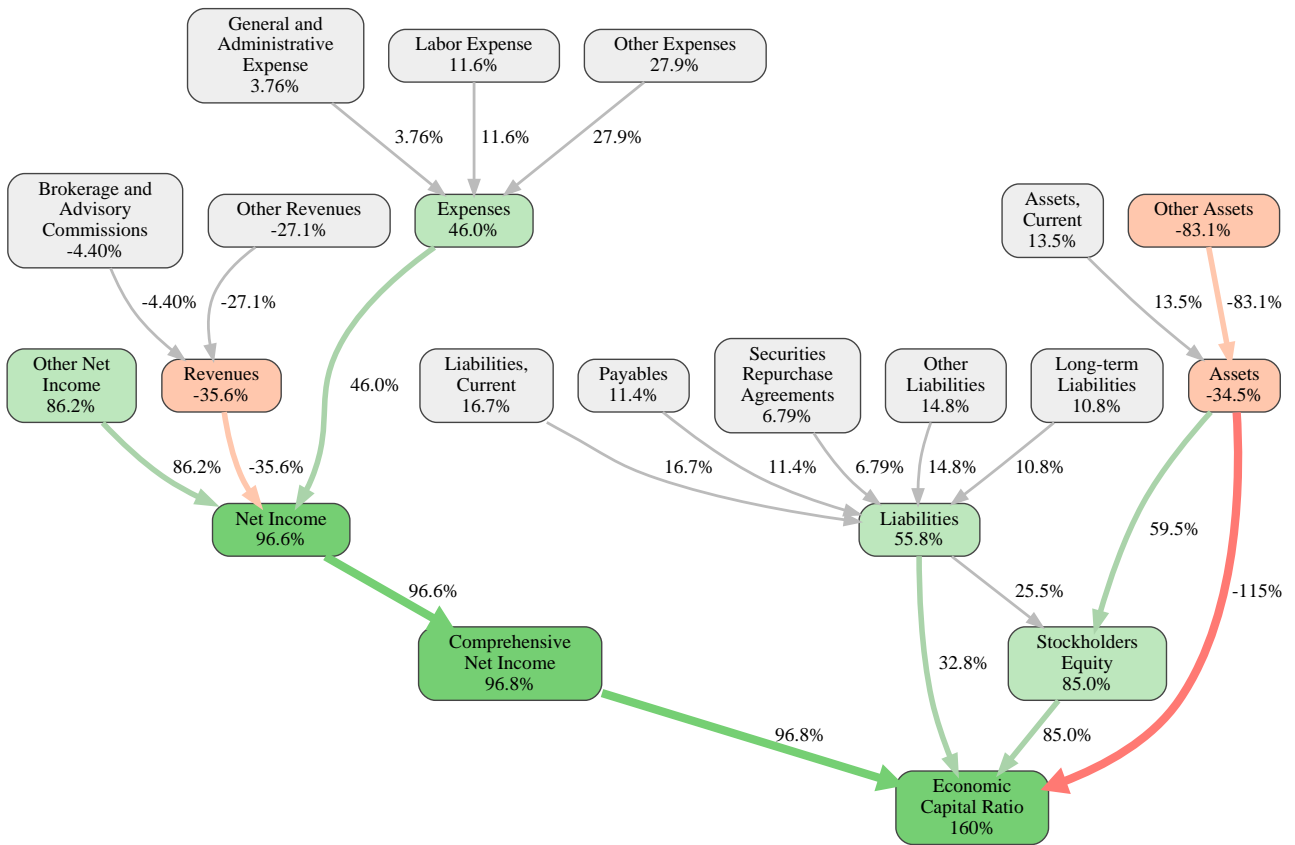 General and
Administrative
Expense
3.76%
Labor Expense
11.6%
Other Expenses
27.9%
3.76%
11.6%
27.9%
Brokerage and
Advisory
Commissions
-4.40%
Other Revenues
-27.1%
Expenses
46.0%
Assets,
Current
13.5%
Other Assets
-83.1%
-4.40%
-27.1%
13.5%
-83.1%
Other Net
Income
86.2%
Revenues
-35.6%
46.0%
Liabilities,
Current
16.7%
Payables
11.4%
Securities
Repurchase
Agreements
6.79%
Other
Liabilities
14.8%
Long-term
Liabilities
10.8%
Assets
-34.5%
86.2%
-35.6%
16.7%
11.4%
6.79%
14.8%
10.8%
Net Income
96.6%
Liabilities
55.8%
59.5%
96.6%
25.5%
-115%
Comprehensive
Net Income
96.8%
32.8%
Stockholders
Equity
85.0%
96.8%
85.0%
Economic
Capital Ratio
160%